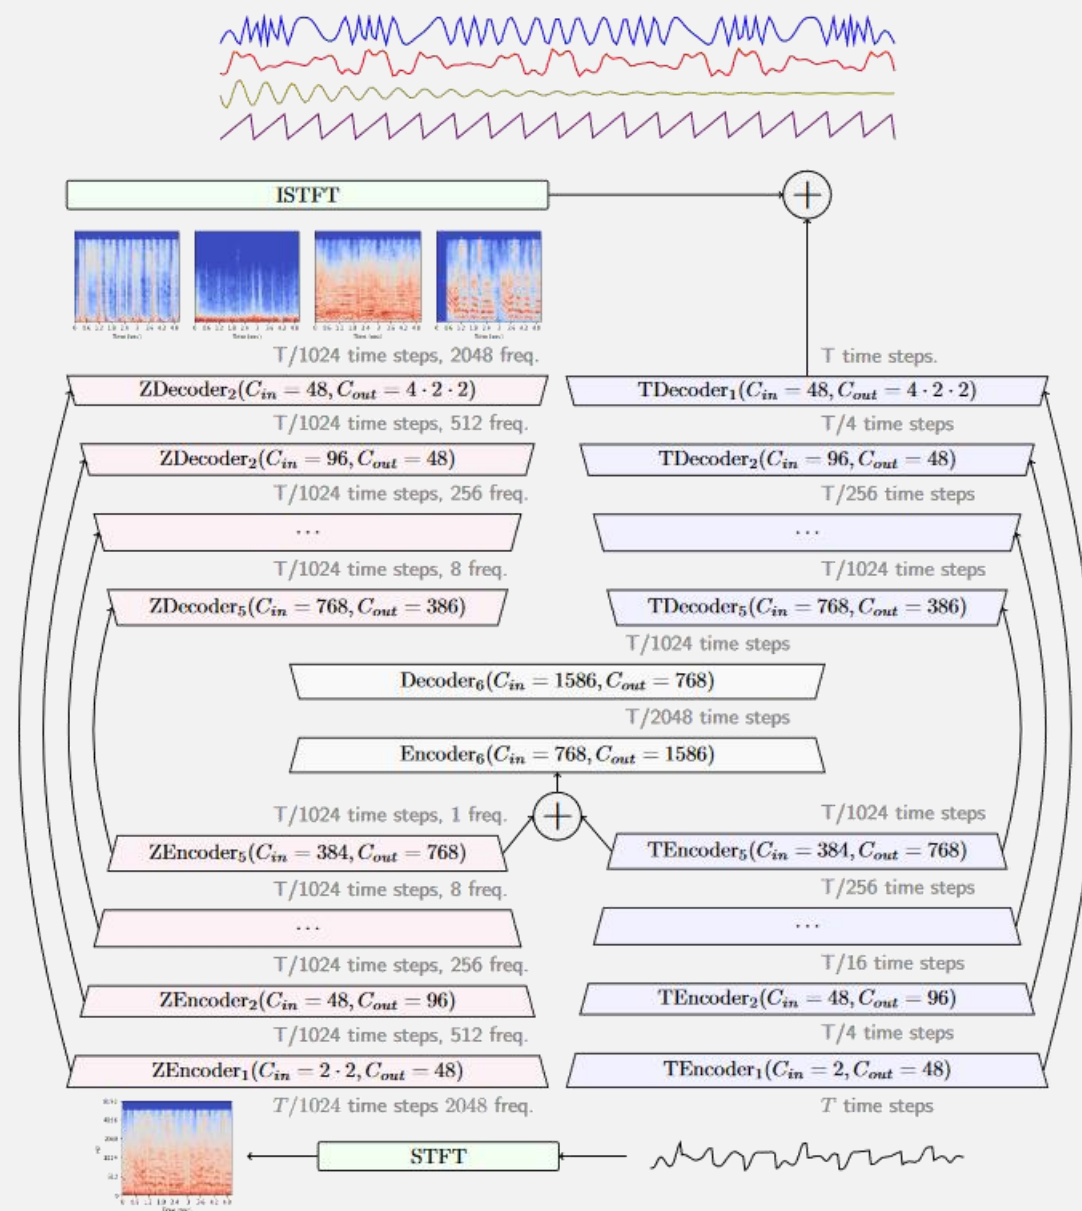 ISTFT
T/1024 time steps, 2048 freq.
T time steps.
ZDecoder₂(C_in = 48, C_out = 4 · 2 · 2)
TDecoder₁(C_in = 48, C_out = 4 · 2 · 2)
T/1024 time steps, 512 freq.
T/4 time steps
ZDecoder₂(C_in = 96, C_out = 48)
TDecoder₂(C_in = 96, C_out = 48)
T/1024 time steps, 256 freq.
T/256 time steps
...
...
T/1024 time steps, 8 freq.
T/1024 time steps
ZDecoder₅(C_in = 768, C_out = 386)
TDecoder₅(C_in = 768, C_out = 386)
T/1024 time steps
Decoder₆(C_in = 1586, C_out = 768)
T/2048 time steps
Encoder₆(C_in = 768, C_out = 1586)
T/1024 time steps, 1 freq.
T/1024 time steps
ZEncoder₅(C_in = 384, C_out = 768)
TEncoder₅(C_in = 384, C_out = 768)
T/1024 time steps, 8 freq.
T/256 time steps
...
...
T/1024 time steps, 256 freq.
T/16 time steps
ZEncoder₂(C_in = 48, C_out = 96)
TEncoder₂(C_in = 48, C_out = 96)
T/1024 time steps, 512 freq.
T/4 time steps
ZEncoder₁(C_in = 2 · 2, C_out = 48)
TEncoder₁(C_in = 2, C_out = 48)
T/1024 time steps 2048 freq.
T time steps
STFT